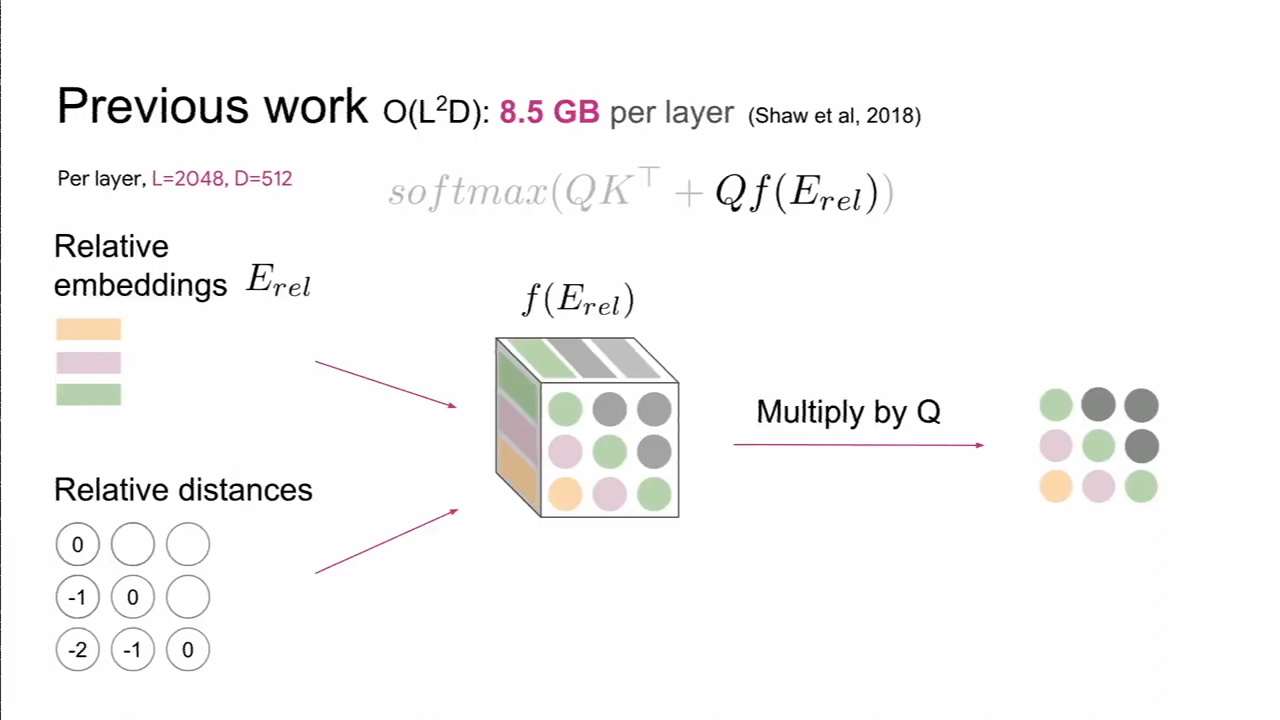 Previous work O(L²D): 8.5 GB per layer (Shaw et al, 2018)
Per layer, L=2048, D=512
softmax(QK⊤ + Qf(E_rel))
Relative
embeddings E_rel
f(E_rel)
Multiply by Q
Relative distances
0
-1 0
-2 -1 0